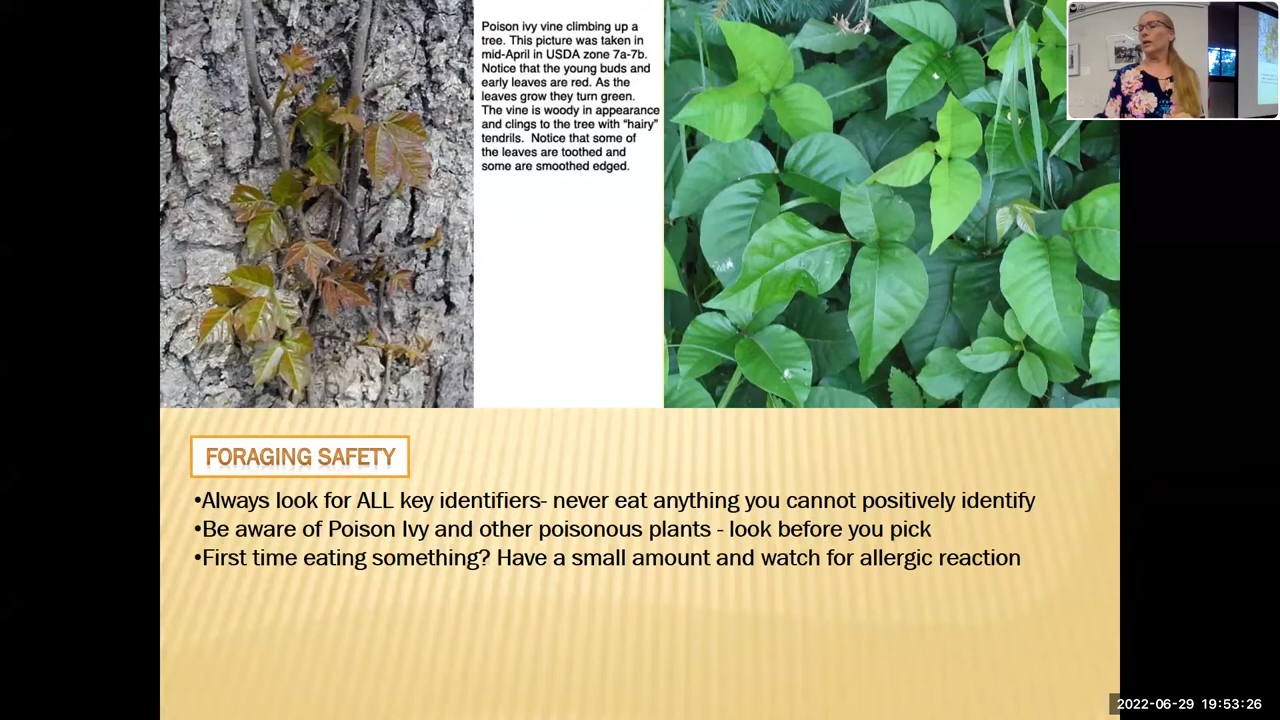 Poison ivy vine climbing up a
tree. This picture was taken in
mid-April in USDA zone 7a-7b.
Notice that the young buds and
early leaves are red. As the
leaves grow they turn green.
The vine is woody in appearance
and clings to the tree with “hairy”
tendrils. Notice that some of
the leaves are toothed and
some are smoothed edged.
FORAGING SAFETY
•Always look for ALL key identifiers- never eat anything you cannot positively identify
•Be aware of Poison Ivy and other poisonous plants - look before you pick
•First time eating something? Have a small amount and watch for allergic reaction
2022-06-29 19:53:26